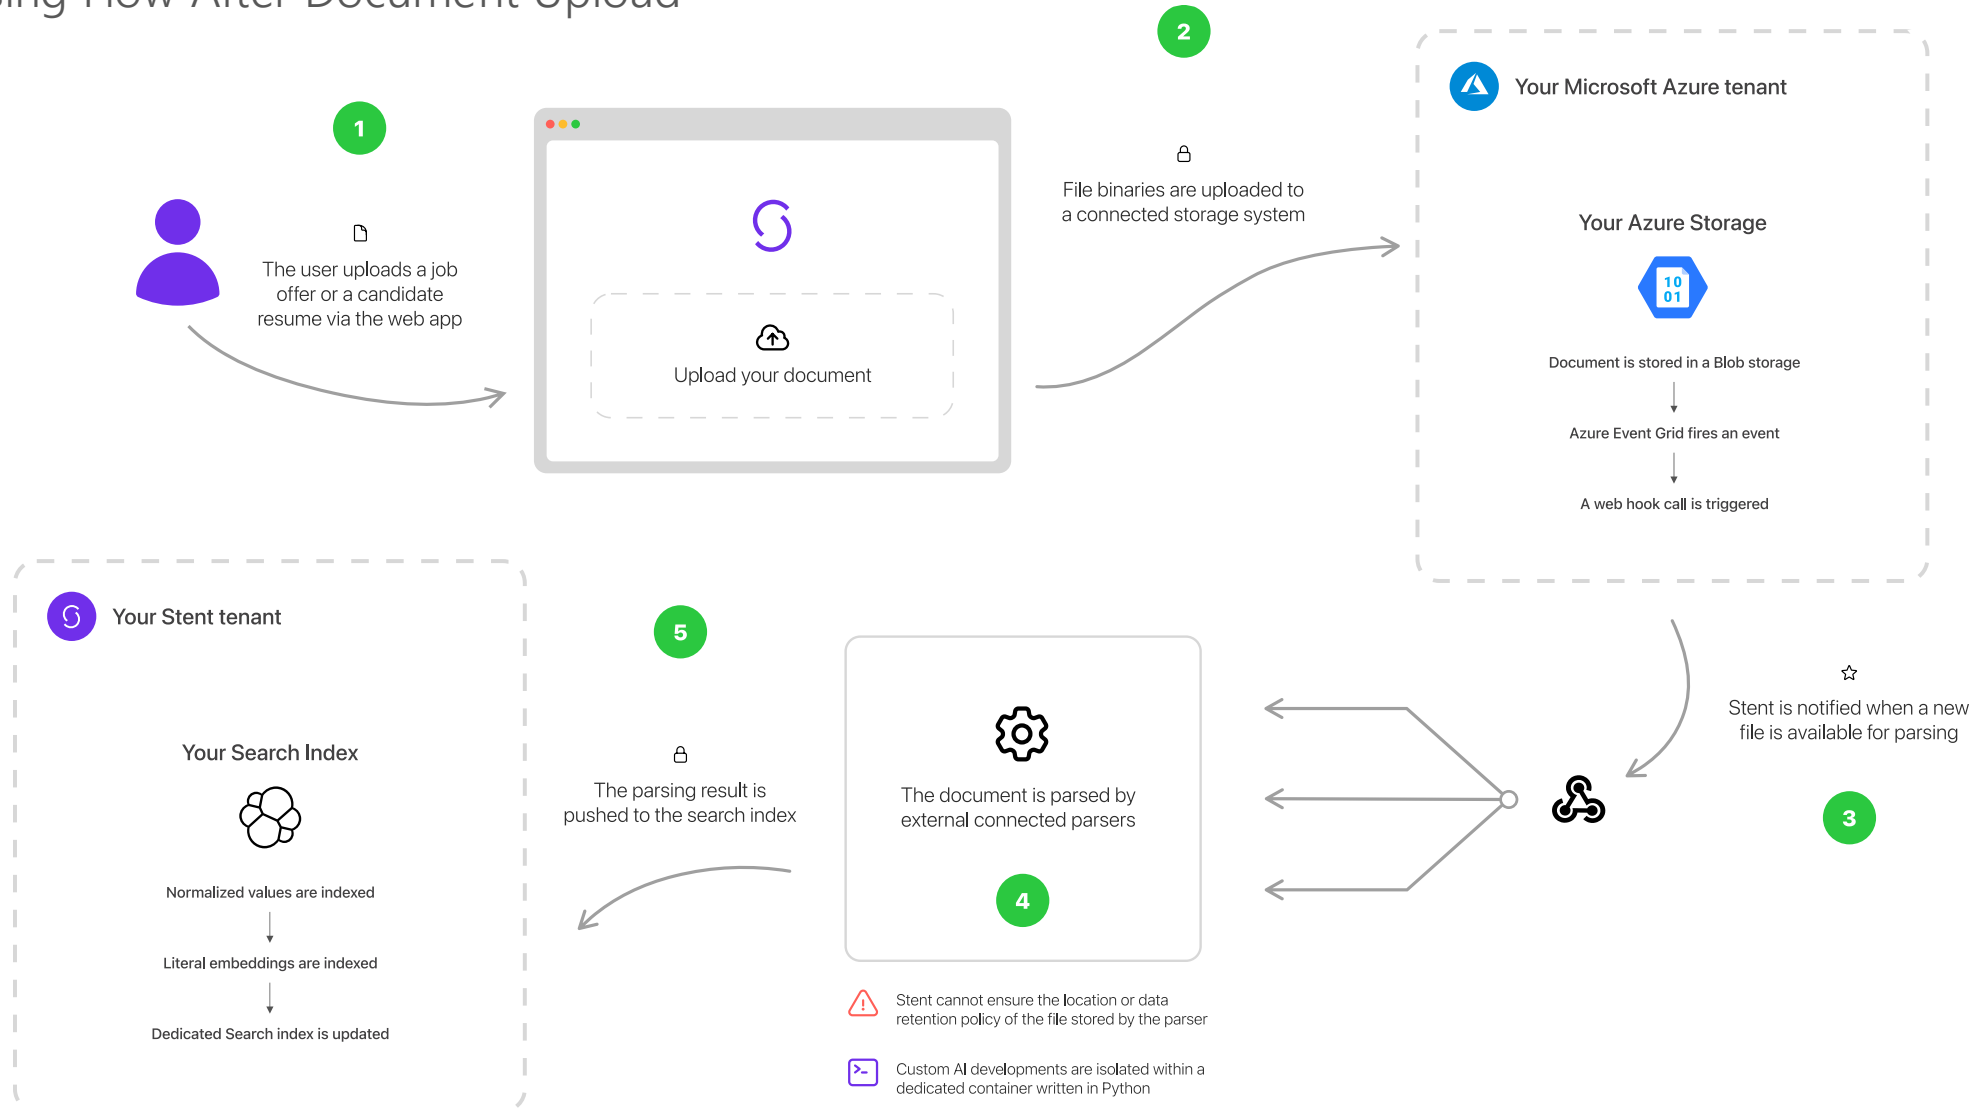 Flow After Document Upload
1
The user uploads a job
offer or a candidate
resume via the web app
Upload your document
2
File binaries are uploaded to
a connected storage system
Your Microsoft Azure tenant
Your Azure Storage
10
01
Document is stored in a Blob storage
Azure Event Grid fires an event
A web hook call is triggered
Stent is notified when a new
file is available for parsing
3
The document is parsed by
external connected parsers
4
Stent cannot ensure the location or data
retention policy of the file stored by the parser
Custom AI developments are isolated within a
dedicated container written in Python
5
The parsing result is
pushed to the search index
Your Stent tenant
Your Search Index
Normalized values are indexed
Literal embeddings are indexed
Dedicated Search index is updated